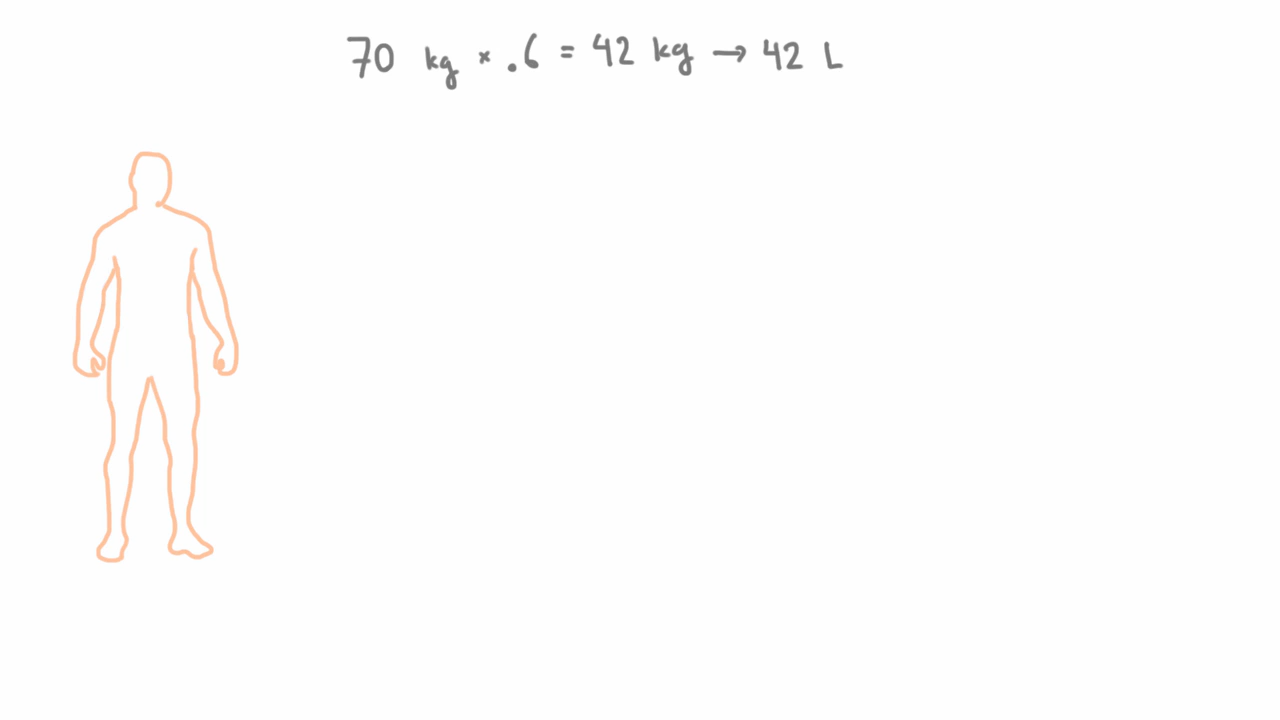 70 kg × .6 = 42 kg → 42 L